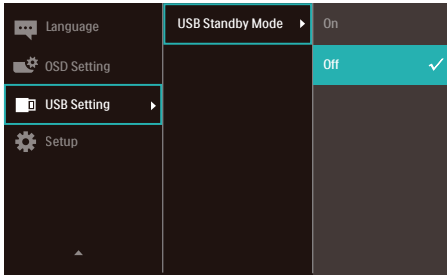 Language
OSD Setting
USB Setting
Setup
USB Standby Mode
On
Off